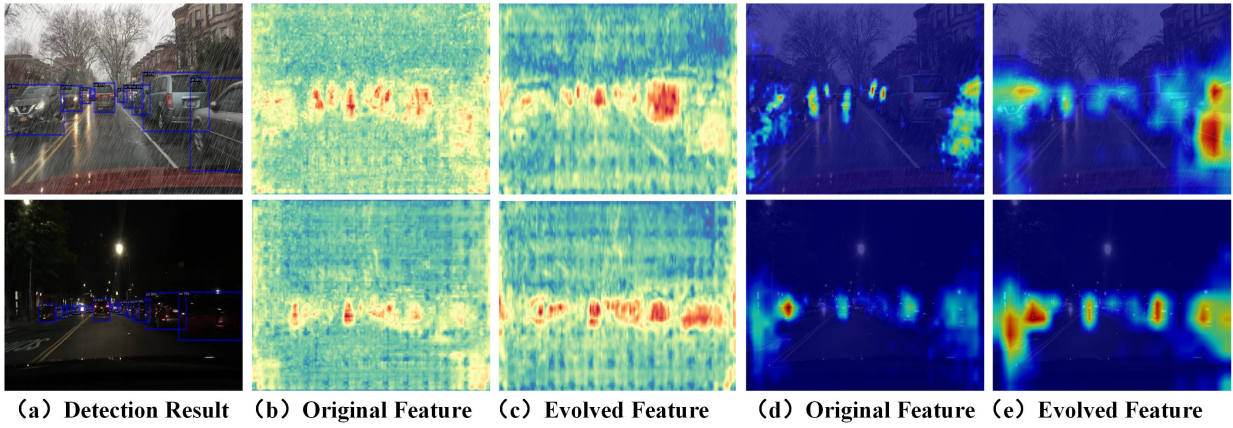 (a) Detection Result
(b) Original Feature
(c) Evolved Feature
(d) Original Feature
(e) Evolved Feature